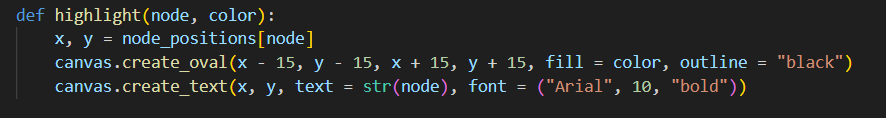 def highlight(node, color):
    x, y = node_positions[node]
    canvas.create_oval(x - 15, y - 15, x + 15, y + 15, fill = color, outline = "black")
    canvas.create_text(x, y, text = str(node), font = ("Arial", 10, "bold"))